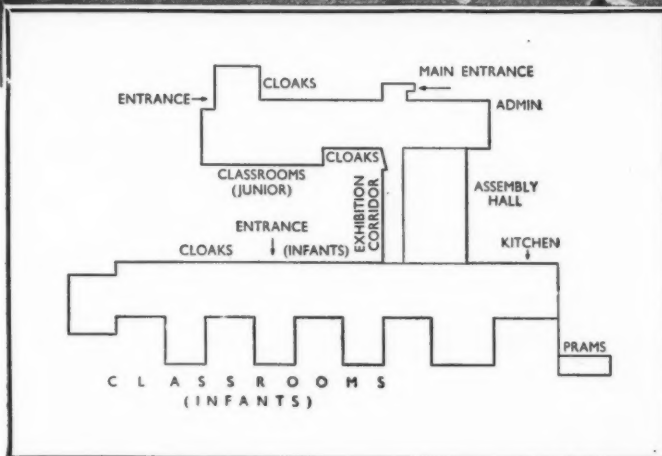 CLOAKS
MAIN ENTRANCE
ENTRANCE
ADMIN.
CLOAKS
CLASSROOMS
(JUNIOR)
EXHIBITION
CORRIDOR
ASSEMBLY
HALL
ENTRANCE
CLOAKS
(INFANTS)
KITCHEN
PRAMS
CLASSROOMS
(INFANTS)